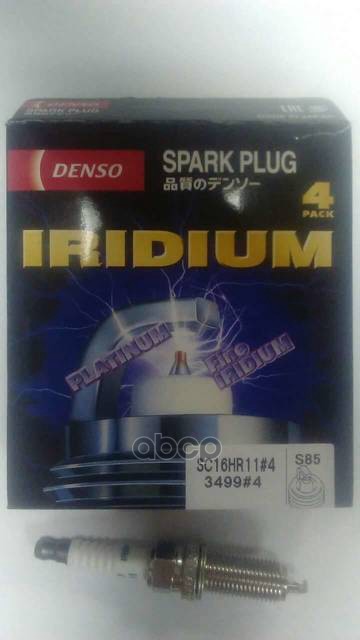 DENSO
SPARK PLUG
品質のデンソー
4
PACK
IRIDIUM
PLATINUM
Fine
IRIDIUM
abcp
SC16HR11#4
3499#4
S85